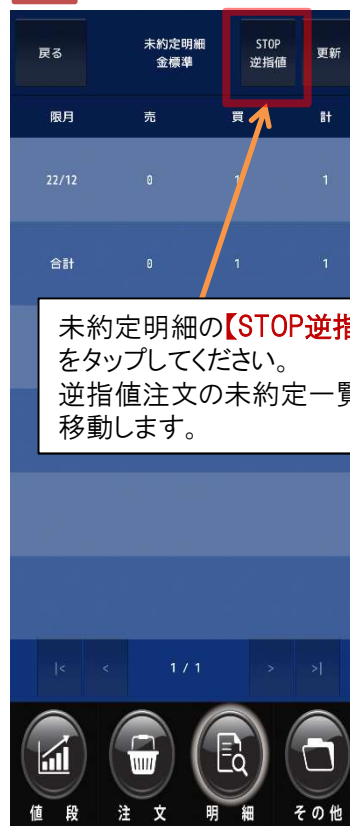 戻る
未約定明細
金標準
STOP
逆指値
更新
限月 売 買 計
22/12 0 1 1
合計 0 1 1
未約定明細の【STOP逆指
をタップしてください。
逆指値注文の未約定一覧
移動します。
|< < 1 / 1 > >|
値段 注文 明細 その他